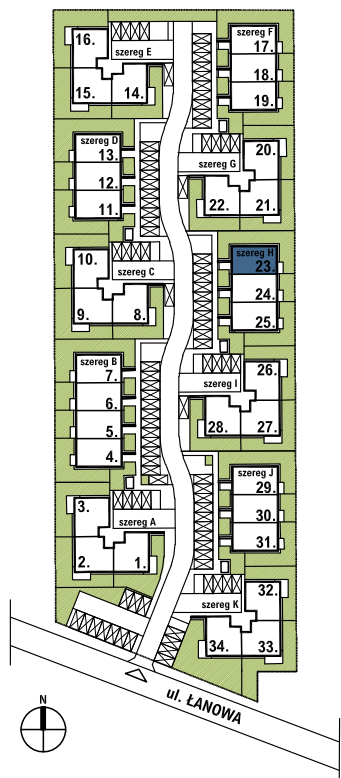 16.
szereg E
15.
14.
szereg F
17.
18.
19.
szereg D
13.
12.
11.
20.
szereg G
22.
21.
10.
szereg C
9.
8.
szereg H
23.
24.
25.
szereg B
7.
6.
5.
4.
26.
szereg I
28.
27.
3.
szereg A
2.
1.
szereg J
29.
30.
31.
32.
szereg K
34.
33.
ul. ŁANOWA
N